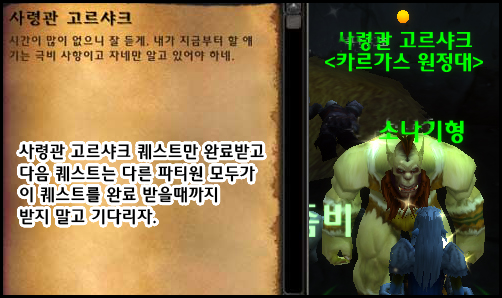 사령관 고르샤크
시간이 많이 없으니 잘 듣게. 내가 지금부터 할 얘
기는 극비 사항이고 자네만 알고 있어야 하네.
사령관 고르샤크 퀘스트만 완료받고
다음 퀘스트는 다른 파티원 모두가
이 퀘스트를 완료 받을때까지
받지 말고 기다리자.
사령관 고르샤크
<카르가스 원정대>